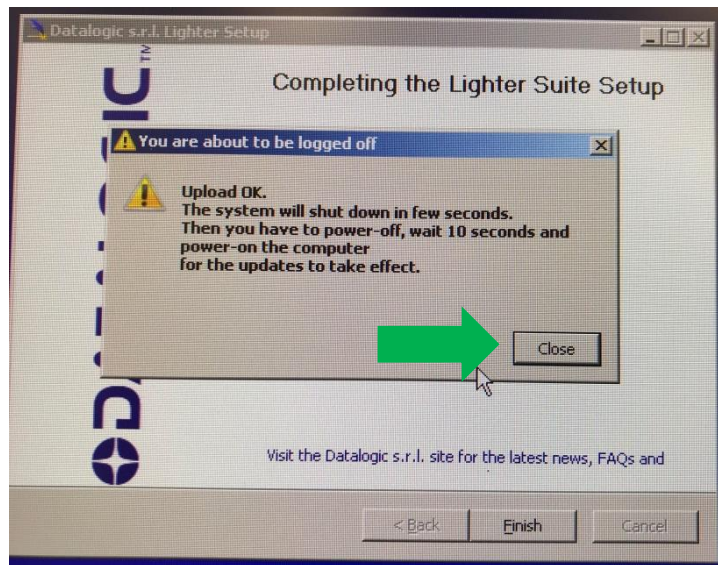 Datalogic s.r.l. Lighter Setup
Completing the Lighter Suite Setup
You are about to be logged off
Upload OK.
The system will shut down in few seconds.
Then you have to power-off, wait 10 seconds and
power-on the computer
for the updates to take effect.
Close
Visit the Datalogic s.r.l. site for the latest news, FAQs and
< Back
Finish
Cancel